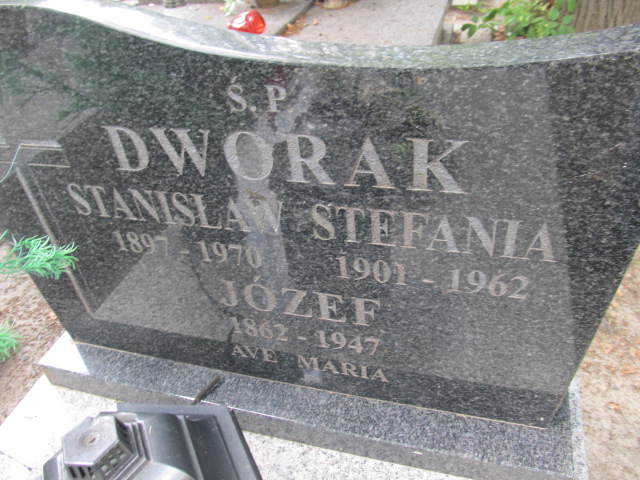 Ś.P.
DWORAK
STANISŁAW STEFANIA
1897 - 1970 1901 - 1962
JÓZEF
1862 - 1947
AVE MARIA